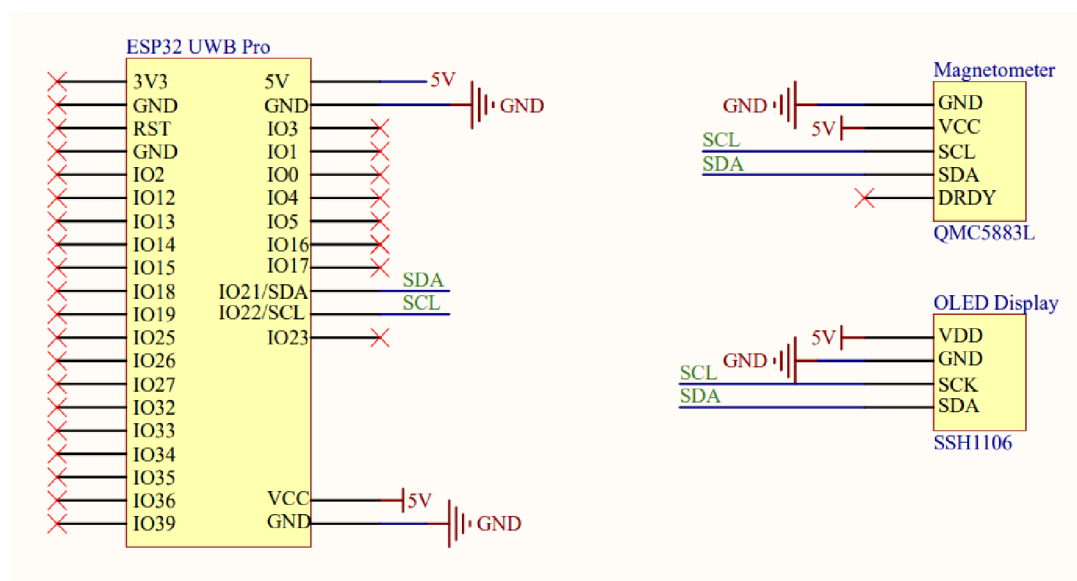 ESP32 UWB Pro
3V3
GND
RST
GND
IO2
IO12
IO13
IO14
IO15
IO18
IO19
IO25
IO26
IO27
IO32
IO33
IO34
IO35
IO36
IO39
5V
GND
IO3
IO1
IO0
IO4
IO5
IO16
IO17
IO21/SDA
IO22/SCL
IO23
VCC
GND
5V
GND
SDA
SCL
5V
GND
Magnetometer
GND
5V
SCL
SDA
GND
VCC
SCL
SDA
DRDY
QMC5883L
OLED Display
5V
GND
SCL
SDA
VDD
GND
SCK
SDA
SSH1106